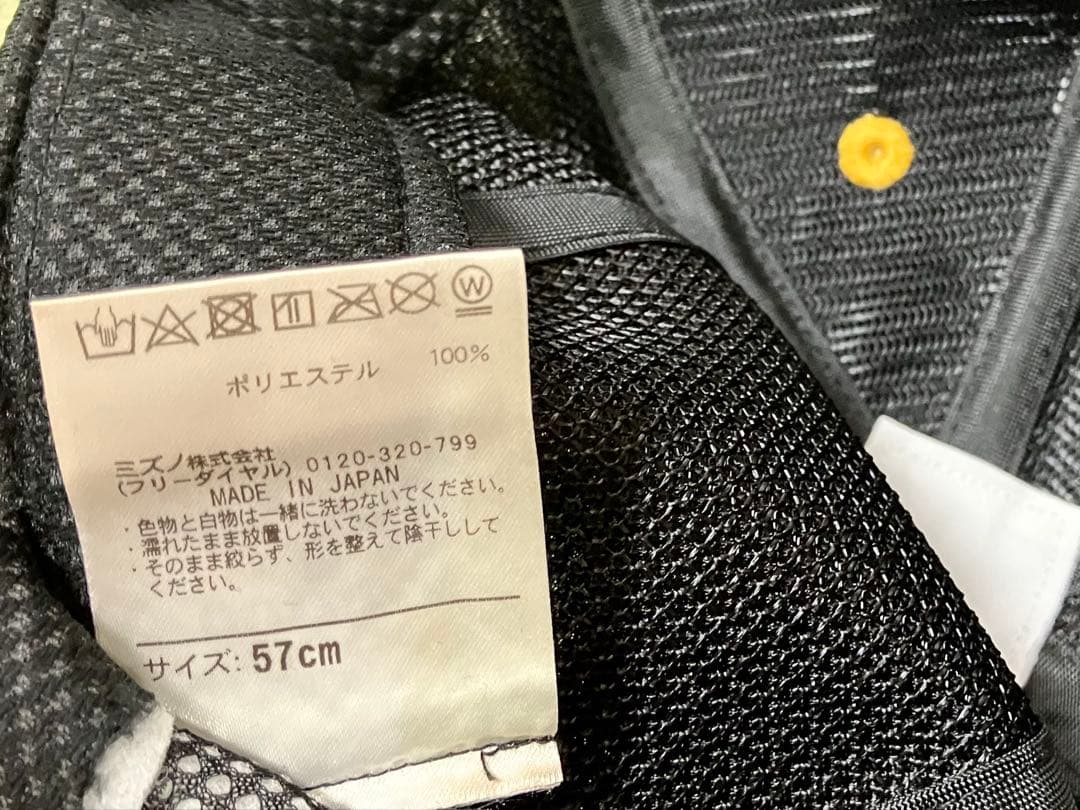 W
ポリエステル 100%
ミズノ株式会社
(フリーダイヤル) 0120-320-799
MADE IN JAPAN
・色物と白物は一緒に洗わないでください。
・濡れたまま放置しないでください。
・そのまま絞らず、形を整えて陰干しして
ください。
サイズ: 57cm